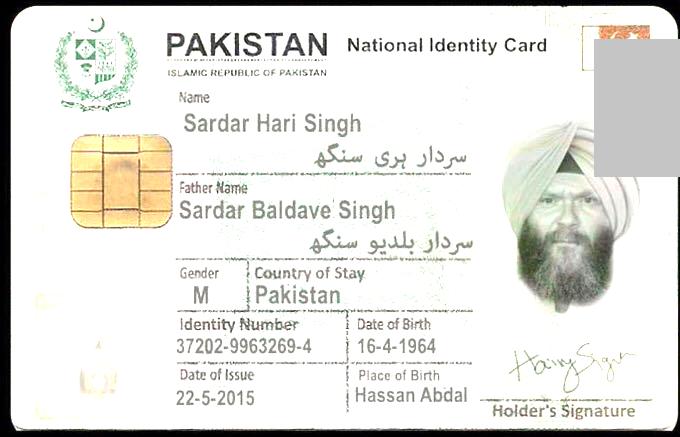 PAKISTAN National Identity Card
ISLAMIC REPUBLIC OF PAKISTAN
Name
Sardar Hari Singh
سردار ہری سنگھ
Father Name
Sardar Baldave Singh
سردار بلدیو سنگھ
Gender Country of Stay
M Pakistan
Identity Number Date of Birth
37202-9963269-4 16-4-1964
Date of Issue Place of Birth
22-5-2015 Hassan Abdal
Holder's Signature